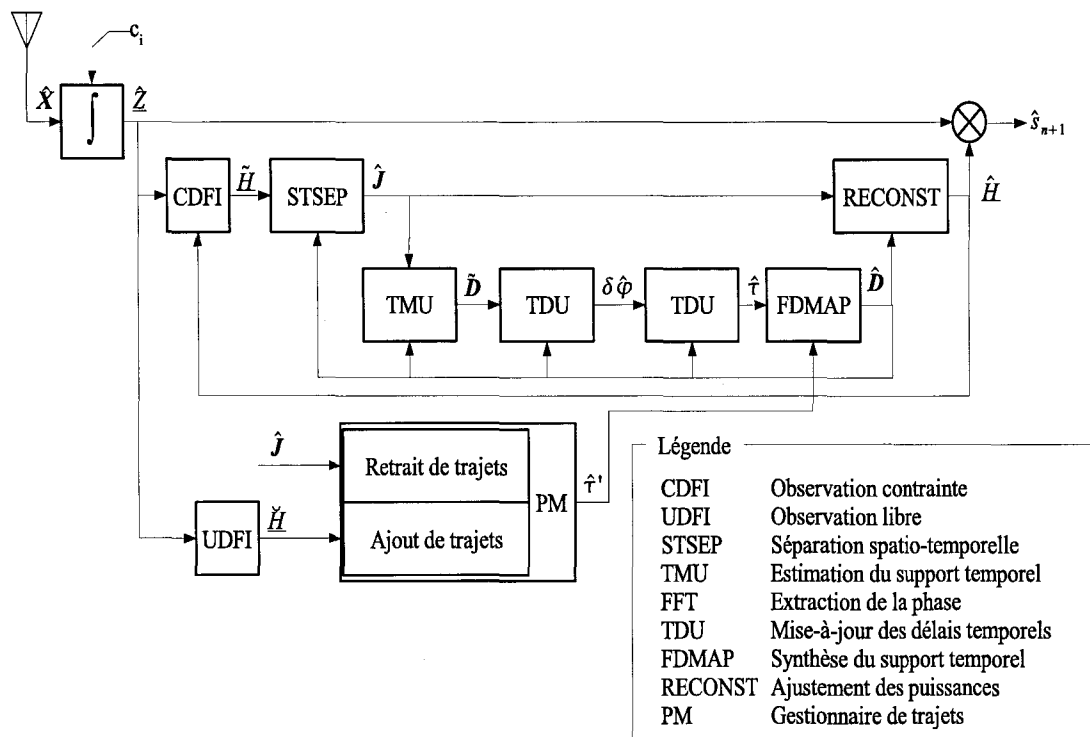 c_i
X̂
∫
Ẑ
ŝ_{n+1}
CDFI
H̃
STSEP
Ĵ
RECONST
Ĥ
TMU
D̃
TDU
δφ̂
TDU
τ̂
FDMAP
D̂
Ĵ
Retrait de trajets
PM
τ̂'
UDFI
H̆
Ajout de trajets
Légende
CDFI Observation contrainte
UDFI Observation libre
STSEP Séparation spatio-temporelle
TMU Estimation du support temporel
FFT Extraction de la phase
TDU Mise-à-jour des délais temporels
FDMAP Synthèse du support temporel
RECONST Ajustement des puissances
PM Gestionnaire de trajets